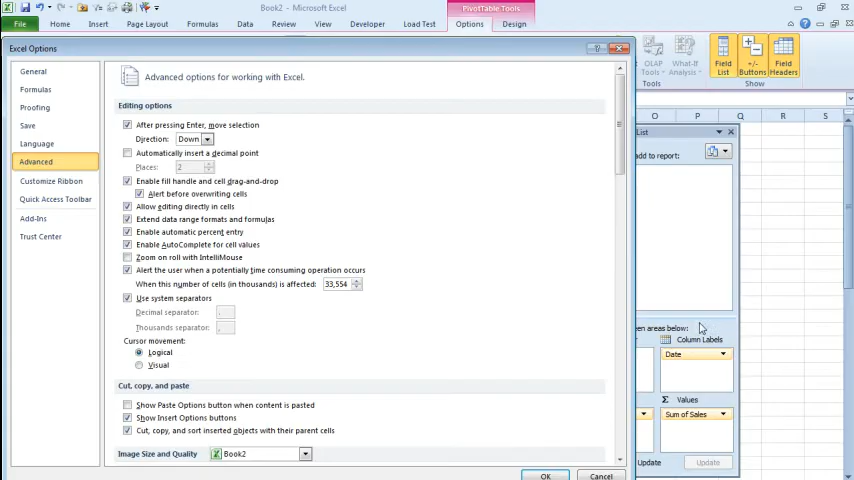 Book2 - Microsoft Excel
PivotTable Tools
File Home Insert Page Layout Formulas Data Review View Developer Load Test Options Design
Excel Options
OLAP Tools
What-If Analysis
Field List
+/- Buttons
Field Headers
Tools
Show
General
Formulas
Proofing
Save
Language
Advanced
Customize Ribbon
Quick Access Toolbar
Add-Ins
Trust Center
Advanced options for working with Excel.
Editing options
After pressing Enter, move selection
Direction: Down
Automatically insert a decimal point
Places: 2
Enable fill handle and cell drag-and-drop
Alert before overwriting cells
Allow editing directly in cells
Extend data range formats and formulas
Enable automatic percent entry
Enable AutoComplete for cell values
Zoom on roll with IntelliMouse
Alert the user when a potentially time consuming operation occurs
When this number of cells (in thousands) is affected: 33,554
Use system separators
Decimal separator: .
Thousands separator: ,
Cursor movement:
Logical
Visual
Cut, copy, and paste
Show Paste Options button when content is pasted
Show Insert Options buttons
Cut, copy, and sort inserted objects with their parent cells
Image Size and Quality Book2
OK Cancel
O P Q R S
List
add to report:
en areas below:
Column Labels
Date
Σ Values
Sum of Sales
Update Update